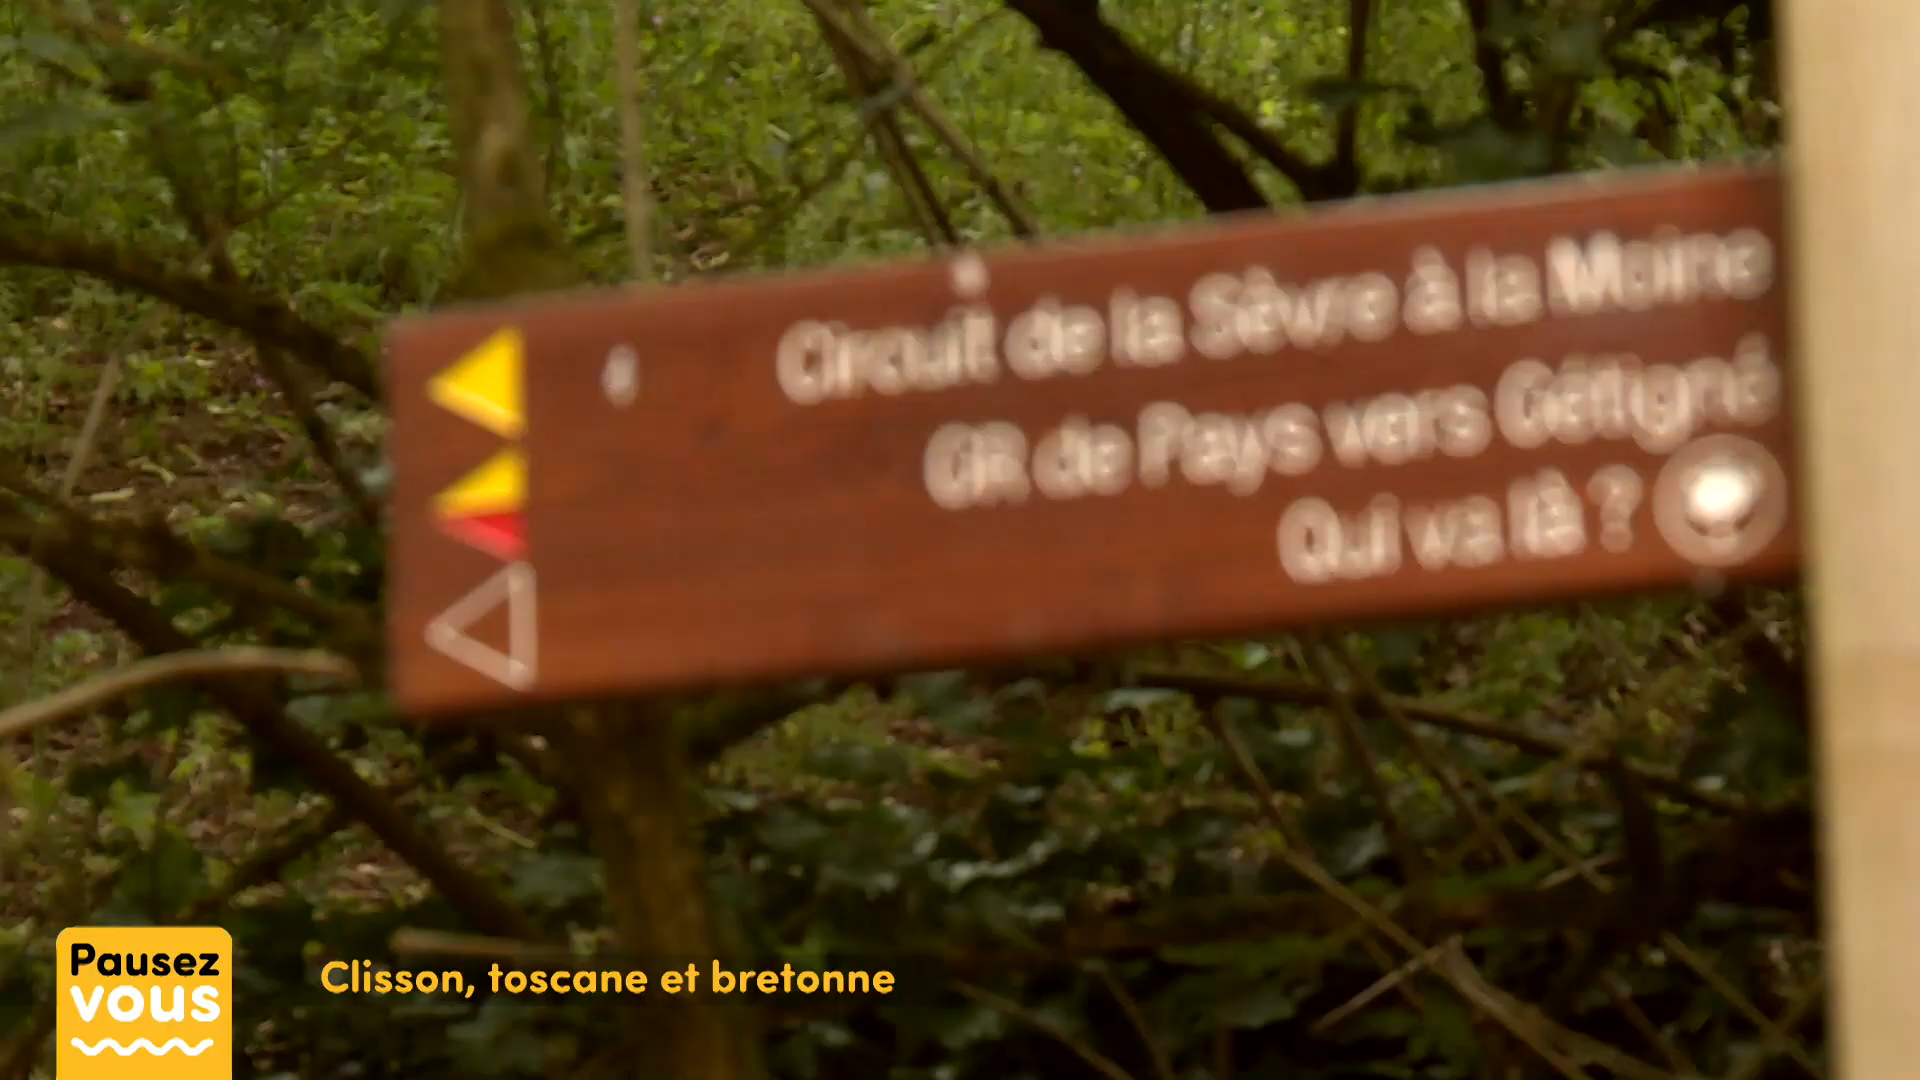 Circuit de la Sèvre à la Moine
GR de Pays vers Gétigné
Qui va là ?
Pausez
vous
Clisson, toscane et bretonne